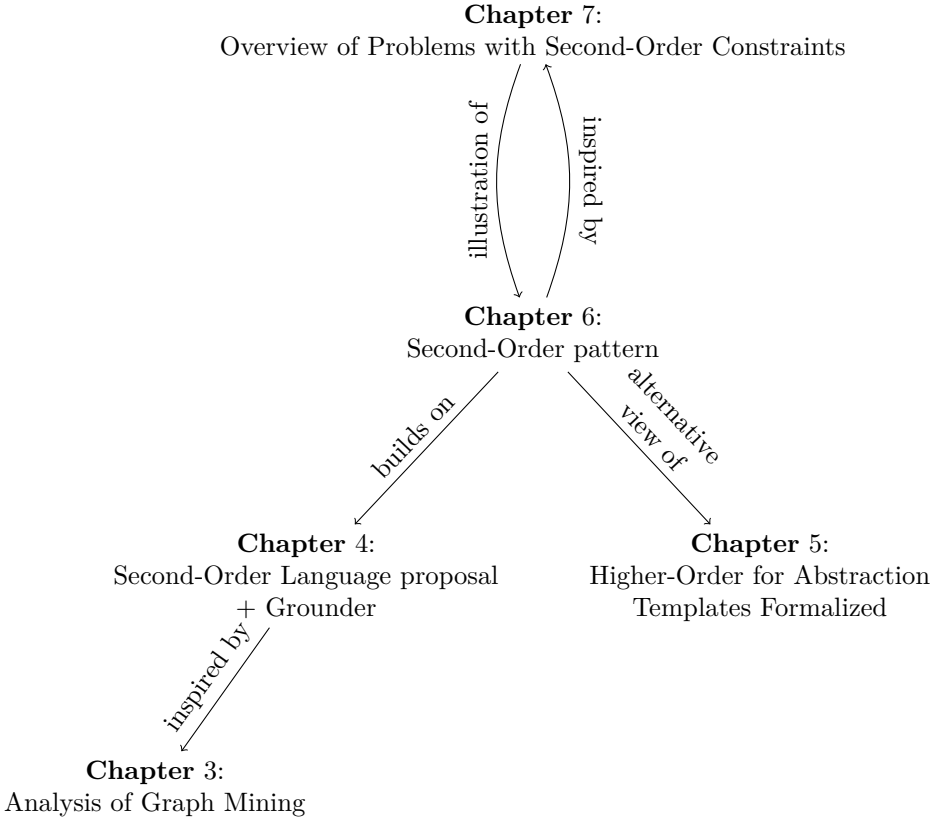 Chapter 7:
Overview of Problems with Second-Order Constraints
illustration of
inspired by
Chapter 6:
Second-Order pattern
builds on
alternative
view of
Chapter 4:
Second-Order Language proposal
+ Grounder
Chapter 5:
Higher-Order for Abstraction
Templates Formalized
inspired by
Chapter 3:
Analysis of Graph Mining